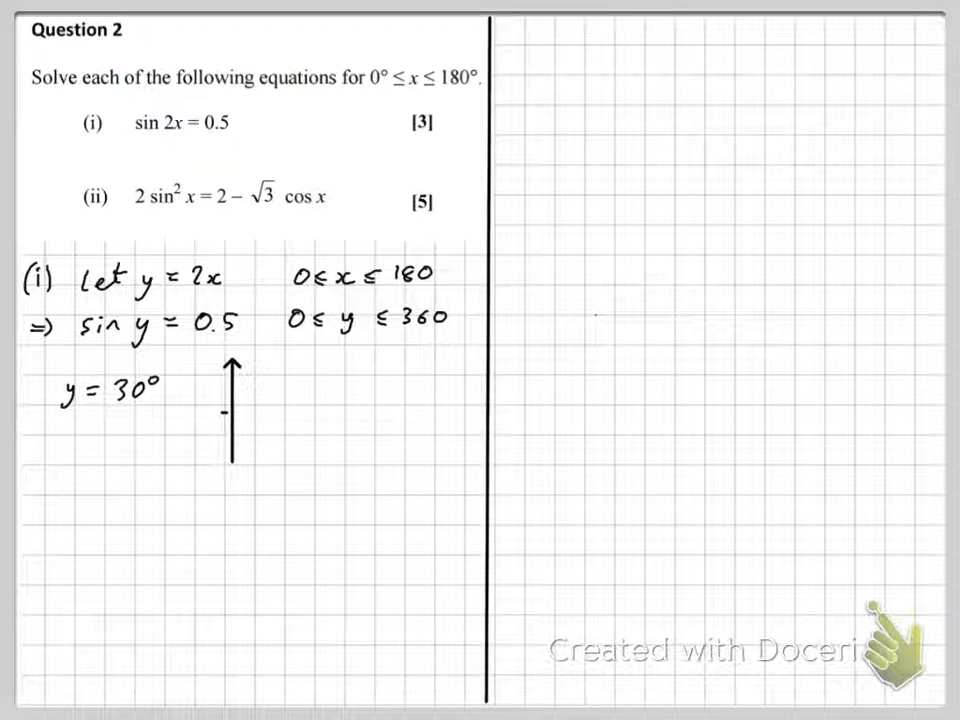 Question 2
Solve each of the following equations for 0° ≤ x ≤ 180°.
(i) sin 2x = 0.5 [3]
(ii) 2 sin² x = 2 – √3 cos x [5]
(i) let y = 2x 0 ≤ x ≤ 180
⇒ sin y = 0.5 0 ≤ y ≤ 360
y = 30°
Created with Doceri